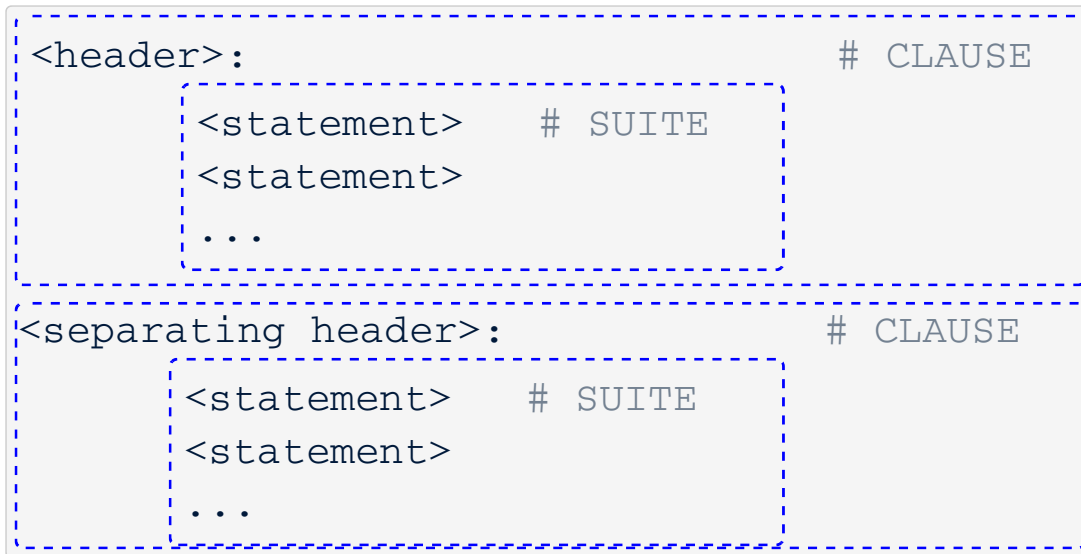 <header>: # CLAUSE
<statement> # SUITE
<statement>
...
<separating header>: # CLAUSE
<statement> # SUITE
<statement>
...